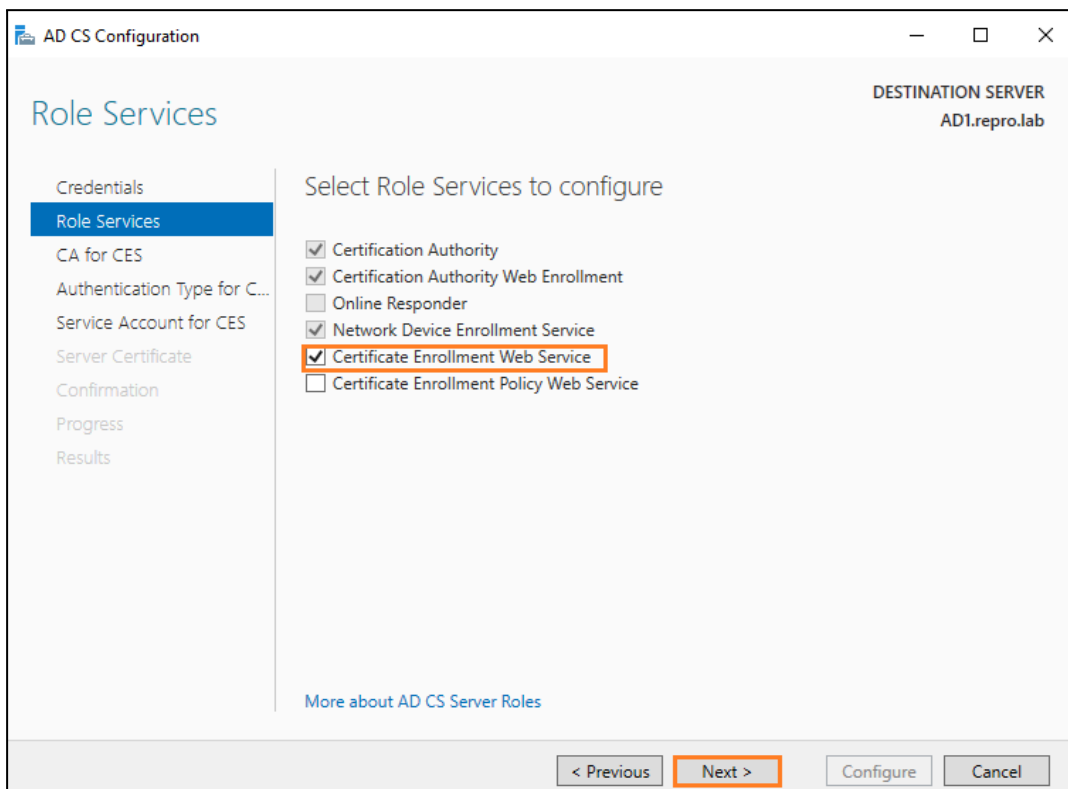 AD CS Configuration
DESTINATION SERVER
AD1.repro.lab
Role Services
Credentials
Role Services
CA for CES
Authentication Type for C...
Service Account for CES
Server Certificate
Confirmation
Progress
Results
Select Role Services to configure
Certification Authority
Certification Authority Web Enrollment
Online Responder
Network Device Enrollment Service
Certificate Enrollment Web Service
Certificate Enrollment Policy Web Service
More about AD CS Server Roles
< Previous
Next >
Configure
Cancel